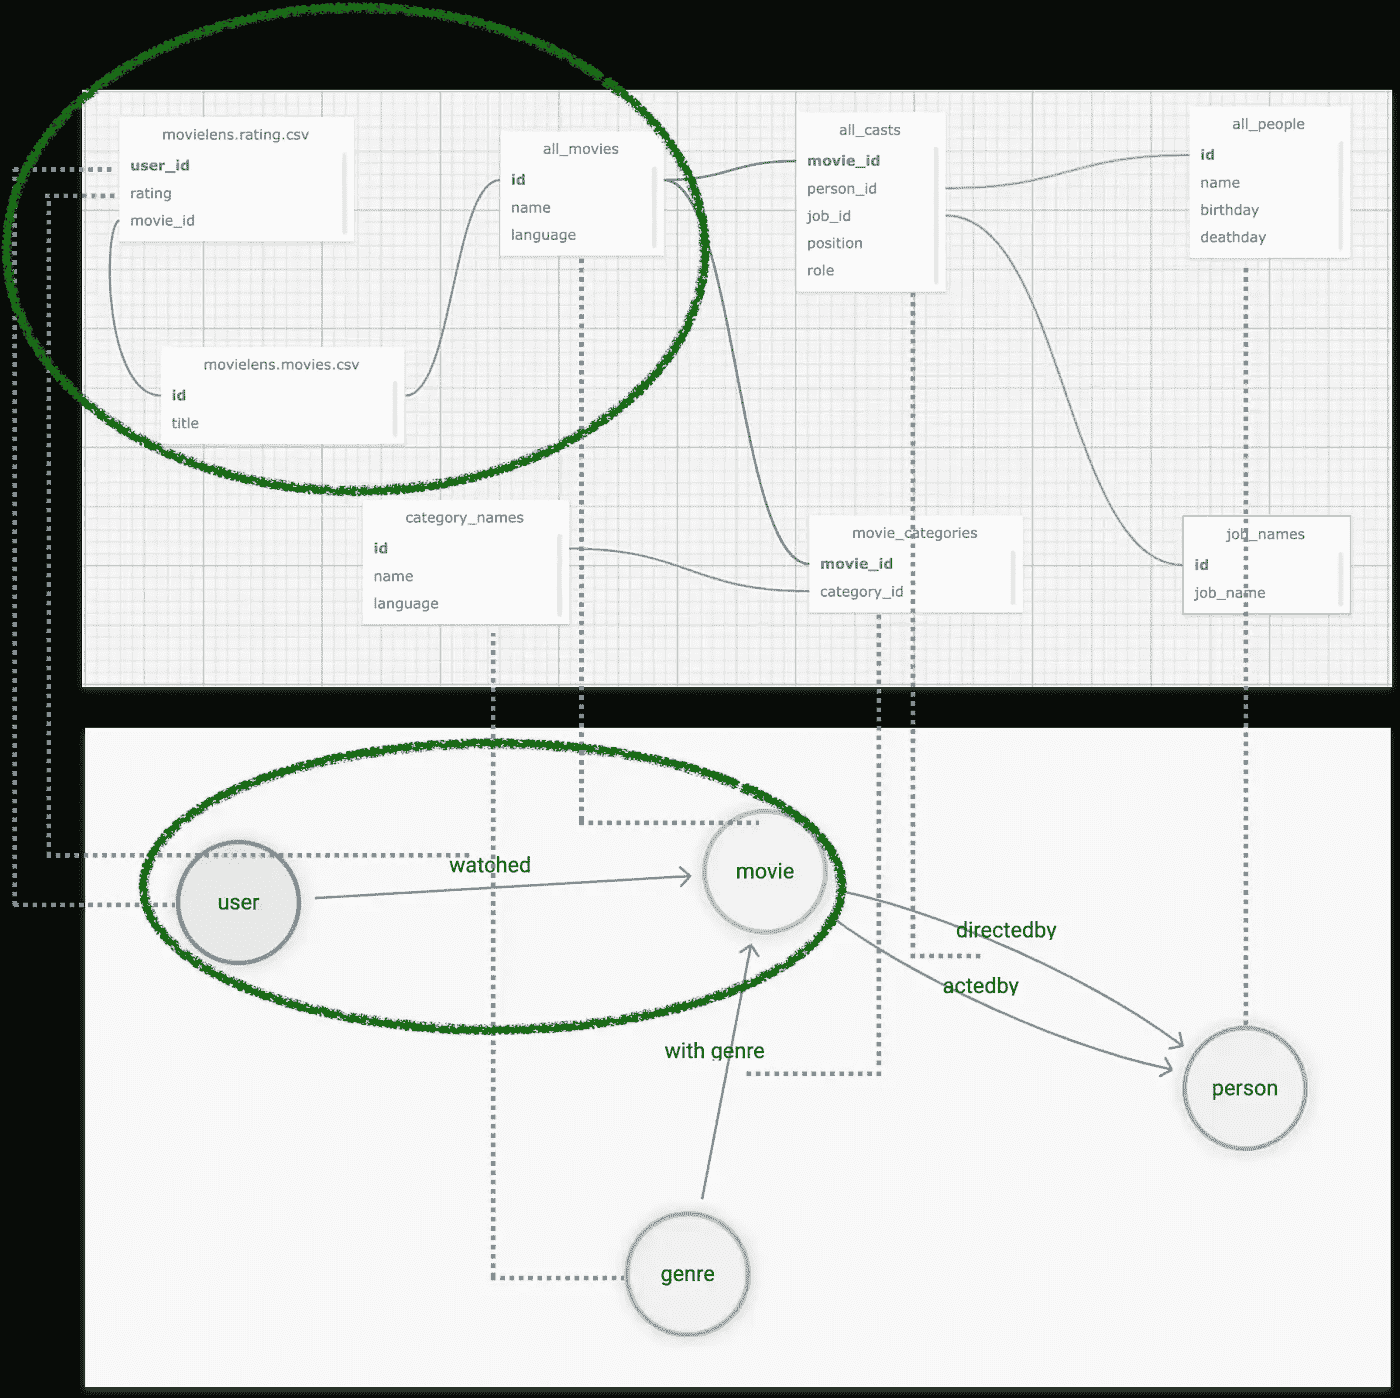 movielens.rating.csv
user_id
rating
movie_id
all_movies
id
name
language
all_casts
movie_id
person_id
job_id
position
role
all_people
id
name
birthday
deathday
movielens.movies.csv
id
title
category_names
id
name
language
movie_categories
movie_id
category_id
job_names
id
job_name
user
watched
movie
directedby
actedby
with genre
person
genre